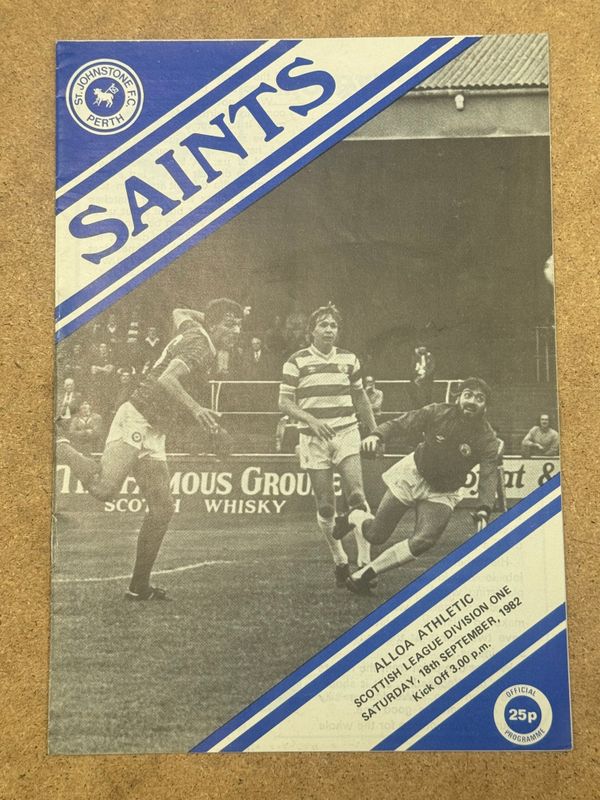 ST. JOHNSTONE F.C.
PERTH
SAINTS
FAMOUS GROU
SCOTCH WHISKY
ALLOA ATHLETIC
SCOTTISH LEAGUE DIVISION ONE
SATURDAY, 18th SEPTEMBER, 1982
Kick Off 3.00 p.m.
OFFICIAL
25p
PROGRAMME